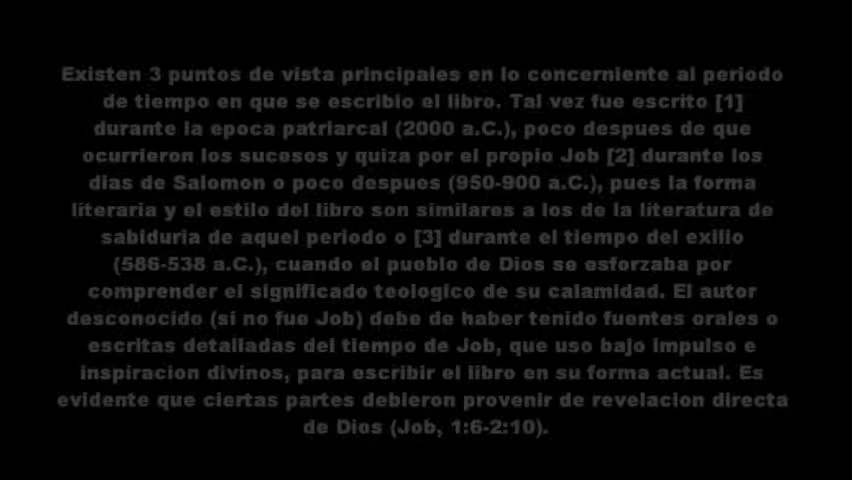 Existen 3 puntos de vista principales en lo concerniente al periodo
de tiempo en que se escribio el libro. Tal vez fue escrito [1]
durante la epoca patriarcal (2000 a.C.), poco despues de que
ocurrieron los sucesos y quiza por el propio Job [2] durante los
dias de Salomon o poco despues (950-900 a.C.), pues la forma
literaria y el estilo del libro son similares a los de la literatura de
sabiduria de aquel periodo o [3] durante el tiempo del exilio
(586-538 a.C.), cuando el pueblo de Dios se esforzaba por
comprender el significado teologico de su calamidad. El autor
desconocido (si no fue Job) debe de haber tenido fuentes orales o
escritas detalladas del tiempo de Job, que uso bajo impulso e
inspiracion divinos, para escribir el libro en su forma actual. Es
evidente que ciertas partes debieron provenir de revelacion directa
de Dios (Job, 1:6-2:10).